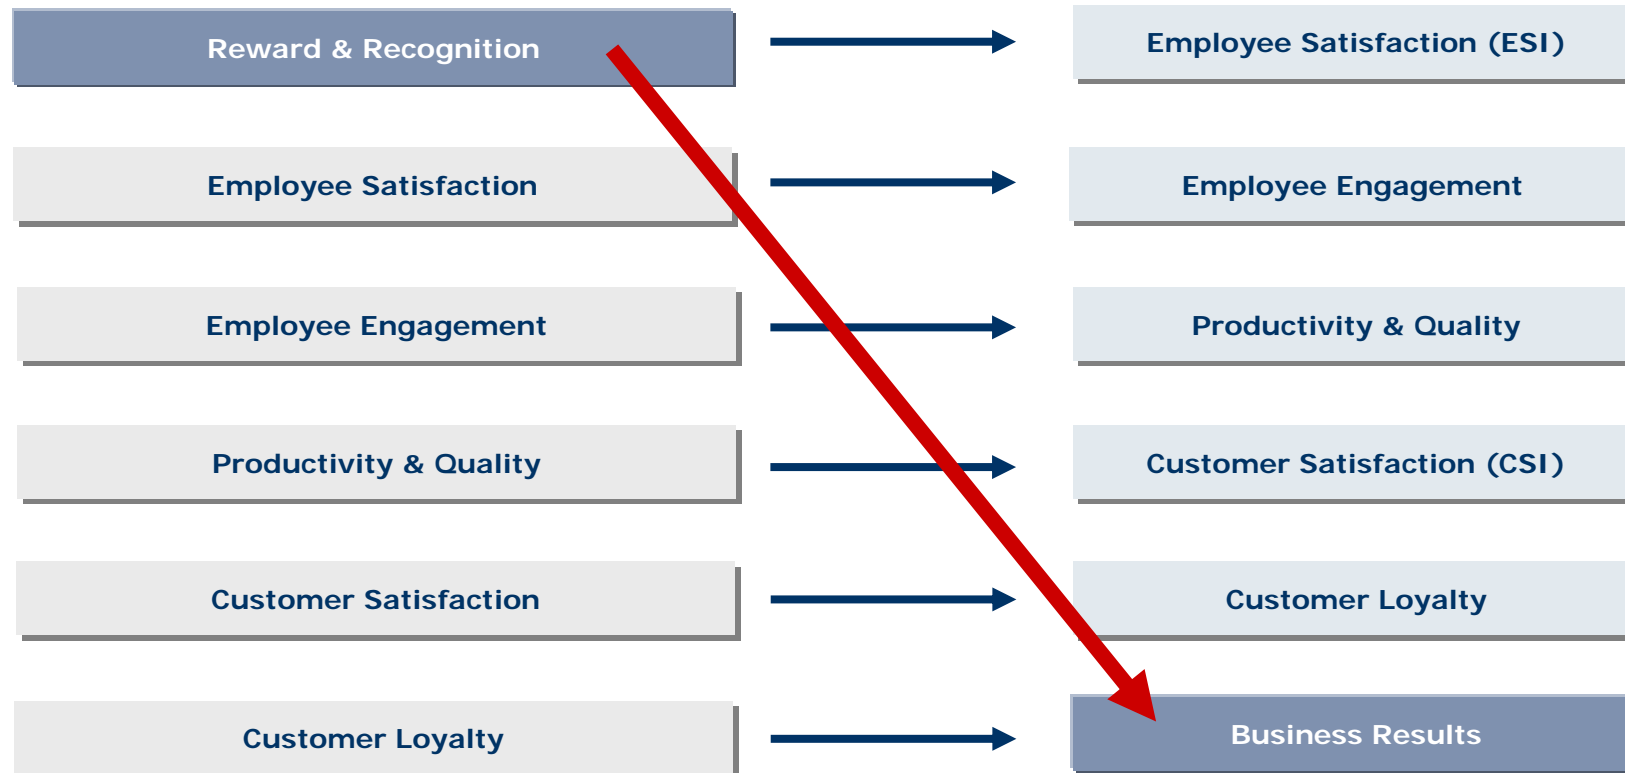 Reward & Recognition
Employee Satisfaction (ESI)
Employee Satisfaction
Employee Engagement
Employee Engagement
Productivity & Quality
Productivity & Quality
Customer Satisfaction (CSI)
Customer Satisfaction
Customer Loyalty
Customer Loyalty
Business Results